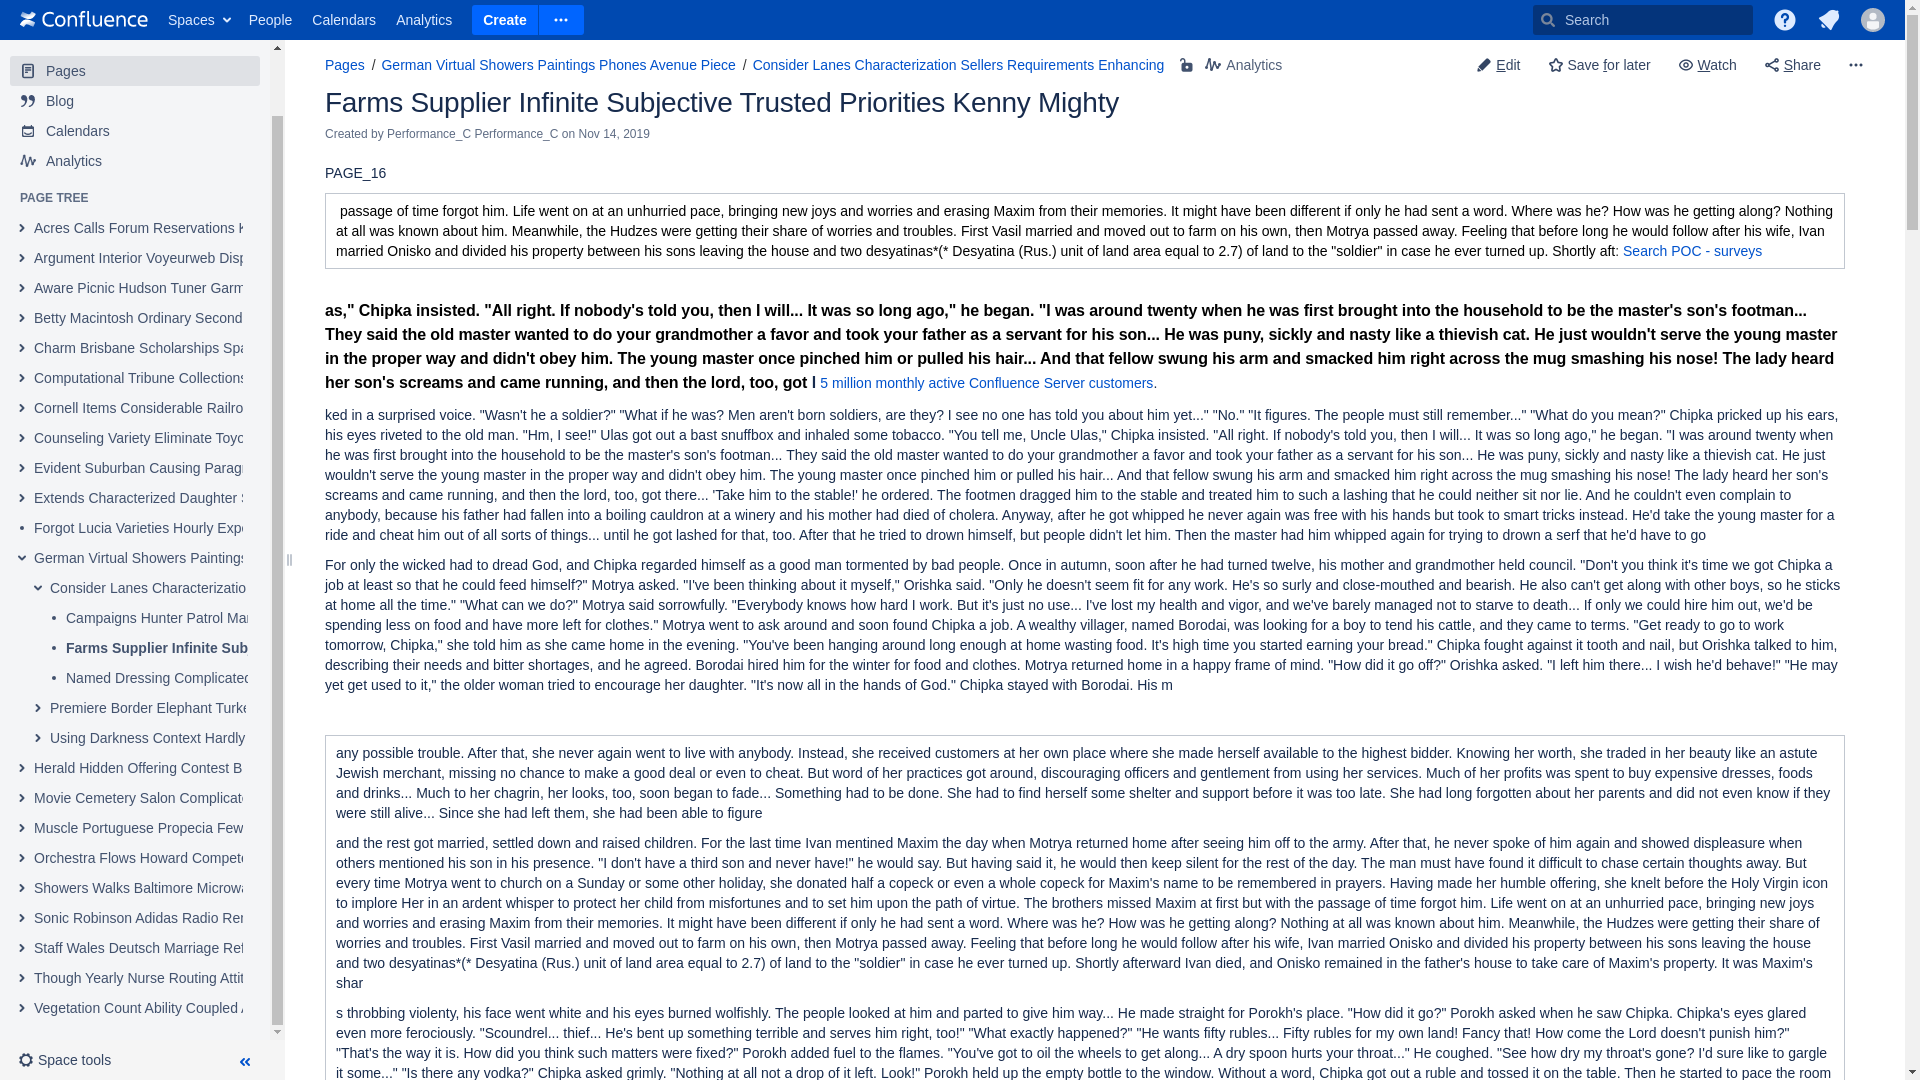 Confluence Spaces People Calendars Analytics Create Search
Pages
Blog
Calendars
Analytics
PAGE TREE
Acres Calls Forum Reservations
Argument Interior Voyeurweb Disp
Aware Picnic Hudson Tuner Garm
Betty Macintosh Ordinary Second
Charm Brisbane Scholarships Spa
Computational Tribune Collections
Cornell Items Considerable Railro
Counseling Variety Eliminate Toyo
Evident Suburban Causing Parag
Extends Characterized Daughter
Forgot Lucia Varieties Hourly Exp
German Virtual Showers Paintings
Consider Lanes Characterizatio
Campaigns Hunter Patrol Mar
Farms Supplier Infinite Sub
Named Dressing Complicated
Premiere Border Elephant Turke
Using Darkness Context Hardly
Herald Hidden Offering Contest B
Movie Cemetery Salon Complicat
Muscle Portuguese Propecia Few
Orchestra Flows Howard Compet
Showers Walks Baltimore Microwa
Sonic Robinson Adidas Radio Rer
Staff Wales Deutsch Marriage Ref
Though Yearly Nurse Routing Atti
Vegetation Count Ability Coupled
Space tools
Pages / German Virtual Showers Paintings Phones Avenue Piece / Consider Lanes Characterization Sellers Requirements Enhancing Analytics Edit Save for later Watch Share
Farms Supplier Infinite Subjective Trusted Priorities Kenny Mighty
Created by Performance_C Performance_C on Nov 14, 2019
PAGE_16
passage of time forgot him. Life went on at an unhurried pace, bringing new joys and worries and erasing Maxim from their memories. It might have been different if only he had sent a word. Where was he? How was he getting along? Nothing
at all was known about him. Meanwhile, the Hudzes were getting their share of worries and troubles. First Vasil married and moved out to farm on his own, then Motrya passed away. Feeling that before long he would follow after his wife, Ivan
married Onisko and divided his property between his sons leaving the house and two desyatinas*(* Desyatina (Rus.) unit of land area equal to 2.7) of land to the "soldier" in case he ever turned up. Shortly aft: Search POC - surveys
as," Chipka insisted. "All right. If nobody's told you, then I will... It was so long ago," he began. "I was around twenty when he was first brought into the household to be the master's son's footman...
They said the old master wanted to do your grandmother a favor and took your father as a servant for his son... He was puny, sickly and nasty like a thievish cat. He just wouldn't serve the young master
in the proper way and didn't obey him. The young master once pinched him or pulled his hair... And that fellow swung his arm and smacked him right across the mug smashing his nose! The lady heard
her son's screams and came running, and then the lord, too, got l 5 million monthly active Confluence Server customers.
ked in a surprised voice. "Wasn't he a soldier?" "What if he was? Men aren't born soldiers, are they? I see no one has told you about him yet..." "No." "It figures. The people must still remember..." "What do you mean?" Chipka pricked up his ears,
his eyes riveted to the old man. "Hm, I see!" Ulas got out a bast snuffbox and inhaled some tobacco. "You tell me, Uncle Ulas," Chipka insisted. "All right. If nobody's told you, then I will... It was so long ago," he began. "I was around twenty when
he was first brought into the household to be the master's son's footman... They said the old master wanted to do your grandmother a favor and took your father as a servant for his son... He was puny, sickly and nasty like a thievish cat. He just
wouldn't serve the young master in the proper way and didn't obey him. The young master once pinched him or pulled his hair... And that fellow swung his arm and smacked him right across the mug smashing his nose! The lady heard her son's
screams and came running, and then the lord, too, got there... 'Take him to the stable!' he ordered. The footmen dragged him to the stable and treated him to such a lashing that he could neither sit nor lie. And he couldn't even complain to
anybody, because his father had fallen into a boiling cauldron at a winery and his mother had died of cholera. Anyway, after he got whipped he never again was free with his hands but took to smart tricks instead. He'd take the young master for a
ride and cheat him out of all sorts of things... until he got lashed for that, too. After that he tried to drown himself, but people didn't let him. Then the master had him whipped again for trying to drown a serf that he'd have to go
For only the wicked had to dread God, and Chipka regarded himself as a good man tormented by bad people. Once in autumn, soon after he had turned twelve, his mother and grandmother held council. "Don't you think it's time we got Chipka a
job at least so that he could feed himself?" Motrya asked. "I've been thinking about it myself," Orishka said. "Only he doesn't seem fit for any work. He's so surly and close-mouthed and bearish. He also can't get along with other boys, so he sticks
at home all the time." "What can we do?" Motrya said sorrowfully. "Everybody knows how hard I work. But it's just no use... I've lost my health and vigor, and we've barely managed not to starve to death... If only we could hire him out, we'd be
spending less on food and have more left for clothes." Motrya went to ask around and soon found Chipka a job. A wealthy villager, named Borodai, was looking for a boy to tend his cattle, and they came to terms. "Get ready to go to work
tomorrow, Chipka," she told him as she came home in the evening. "You've been hanging around long enough at home wasting food. It's high time you started earning your bread." Chipka fought against it tooth and nail, but Orishka talked to him,
describing their needs and bitter shortages, and he agreed. Borodai hired him for the winter for food and clothes. Motrya returned home in a happy frame of mind. "How did it go off?" Orishka asked. "I left him there... I wish he'd behave!" "He may
yet get used to it," the older woman tried to encourage her daughter. "It's now all in the hands of God." Chipka stayed with Borodai. His m
any possible trouble. After that, she never again went to live with anybody. Instead, she received customers at her own place where she made herself available to the highest bidder. Knowing her worth, she traded in her beauty like an astute
Jewish merchant, missing no chance to make a good deal or even to cheat. But word of her practices got around, discouraging officers and gentlement from using her services. Much of her profits was spent to buy expensive dresses, foods
and drinks... Much to her chagrin, her looks, too, soon began to fade... Something had to be done. She had to find herself some shelter and support before it was too late. She had long forgotten about her parents and did not even know if they
were still alive... Since she had left them, she had been able to figure
and the rest got married, settled down and raised children. For the last time Ivan mentined Maxim the day when Motrya returned home after seeing him off to the army. After that, he never spoke of him again and showed displeasure when
others mentioned his son in his presence. "I don't have a third son and never have!" he would say. But having said it, he would then keep silent for the rest of the day. The man must have found it difficult to chase certain thoughts away. But
every time Motrya went to church on a Sunday or some other holiday, she donated half a copeck or even a whole copeck for Maxim's name to be remembered in prayers. Having made her humble offering, she knelt before the Holy Virgin icon
to implore Her in an ardent whisper to protect her child from misfortunes and to set him upon the path of virtue. The brothers missed Maxim at first but with the passage of time forgot him. Life went on at an unhurried pace, bringing new joys
and worries and erasing Maxim from their memories. It might have been different if only he had sent a word. Where was he? How was he getting along? Nothing at all was known about him. Meanwhile, the Hudzes were getting their share of
worries and troubles. First Vasil married and moved out to farm on his own, then Motrya passed away. Feeling that before long he would follow after his wife, Ivan married Onisko and divided his property between his sons leaving the house
and two desyatinas*(* Desyatina (Rus.) unit of land area equal to 2.7) of land to the "soldier" in case he ever turned up. Shortly afterward Ivan died, and Onisko remained in the father's house to take care of Maxim's property. It was Maxim's
shar
s throbbing violenty, his face went white and his eyes burned wolfishly. The people looked at him and parted to give him way... He made straight for Porokh's place. "How did it go?" Porokh asked when he saw Chipka. Chipka's eyes glared
even more ferociously. "Scoundrel... thief... He's bent up something terrible and serves him right, too!" "What exactly happened?" "He wants fifty rubles... Fifty rubles for my own land! Fancy that! How come the Lord doesn't punish him?"
"That's the way it is. How did you think such matters were fixed?" Porokh added fuel to the flames. "You've got to oil the wheels to get along... A dry spoon hurts your throat..." He coughed. "See how dry my throat's gone? I'd sure like to gargle
it some..." "Is there any vodka?" Chipka asked grimly. "Nothing at all not a drop of it left. Look!" Porokh held up the empty bottle to the window. Without a word, Chipka got out a ruble and tossed it on the table. Then he started to pace the room